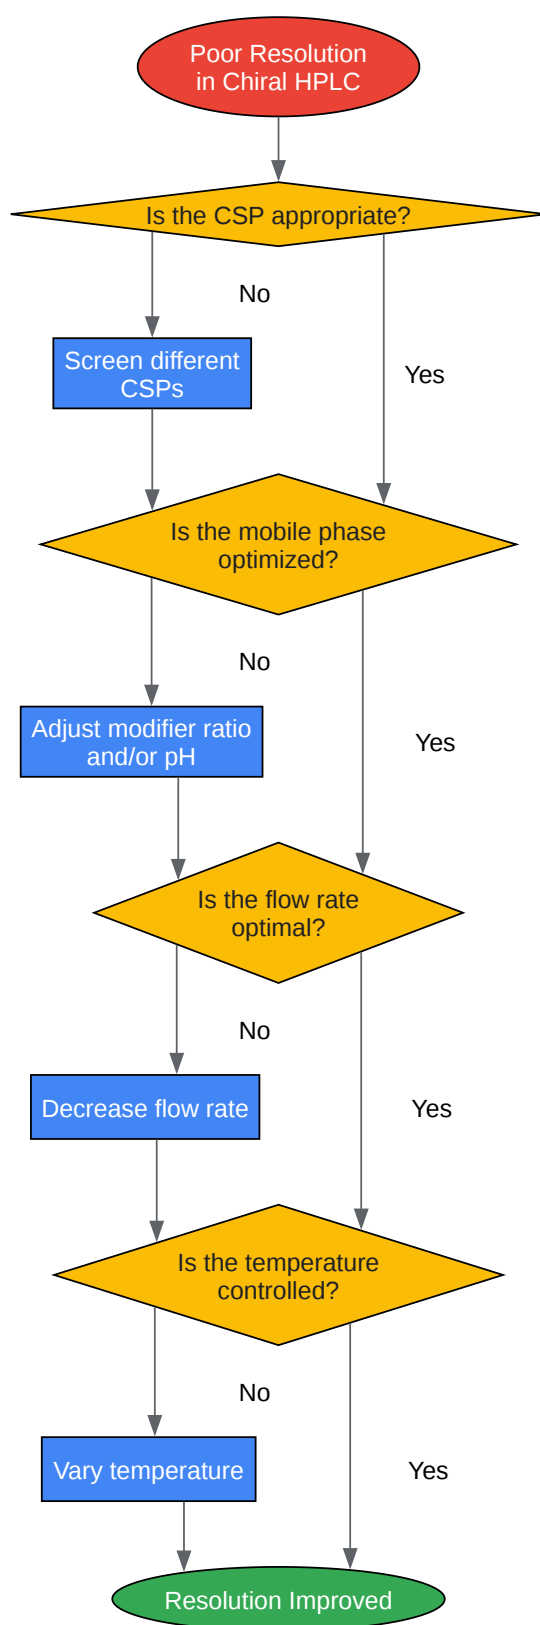 Poor Resolution
in Chiral HPLC
Is the CSP appropriate?
No
Screen different
CSPs
Yes
Is the mobile phase
optimized?
No
Adjust modifier ratio
and/or pH
Yes
Is the flow rate
optimal?
No
Decrease flow rate
Yes
Is the temperature
controlled?
No
Vary temperature
Yes
Resolution Improved